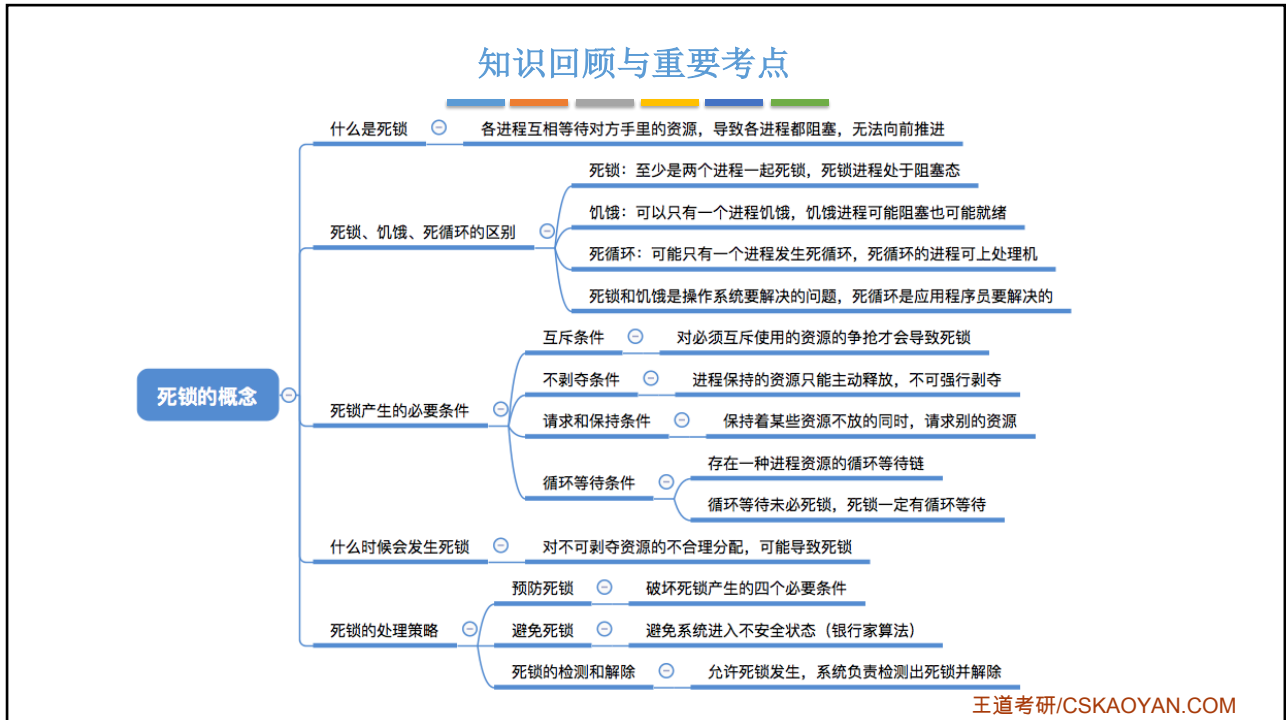 知识回顾与重要考点
什么是死锁
各进程互相等待对方手里的资源，导致各进程都阻塞，无法向前推进
死锁、饥饿、死循环的区别
死锁：至少是两个进程一起死锁，死锁进程处于阻塞态
饥饿：可以只有一个进程饥饿，饥饿进程可能阻塞也可能就绪
死循环：可能只有一个进程发生死循环，死循环的进程可上处理机
死锁和饥饿是操作系统要解决的问题，死循环是应用程序员要解决的
死锁的概念
死锁产生的必要条件
互斥条件
对必须互斥使用的资源的争抢才会导致死锁
不剥夺条件
进程保持的资源只能主动释放，不可强行剥夺
请求和保持条件
保持着某些资源不放的同时，请求别的资源
循环等待条件
存在一种进程资源的循环等待链
循环等待未必死锁，死锁一定有循环等待
什么时候会发生死锁
对不可剥夺资源的不合理分配，可能导致死锁
死锁的处理策略
预防死锁
破坏死锁产生的四个必要条件
避免死锁
避免系统进入不安全状态（银行家算法）
死锁的检测和解除
允许死锁发生，系统负责检测出死锁并解除
王道考研/CSKAOYAN.COM